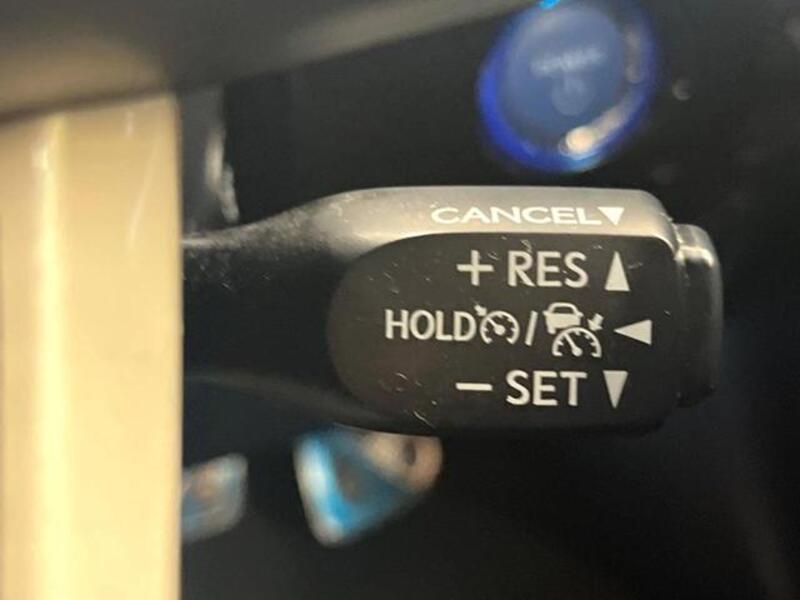 CANCEL▼
+ RES ▲
HOLD / ◀
− SET ▼